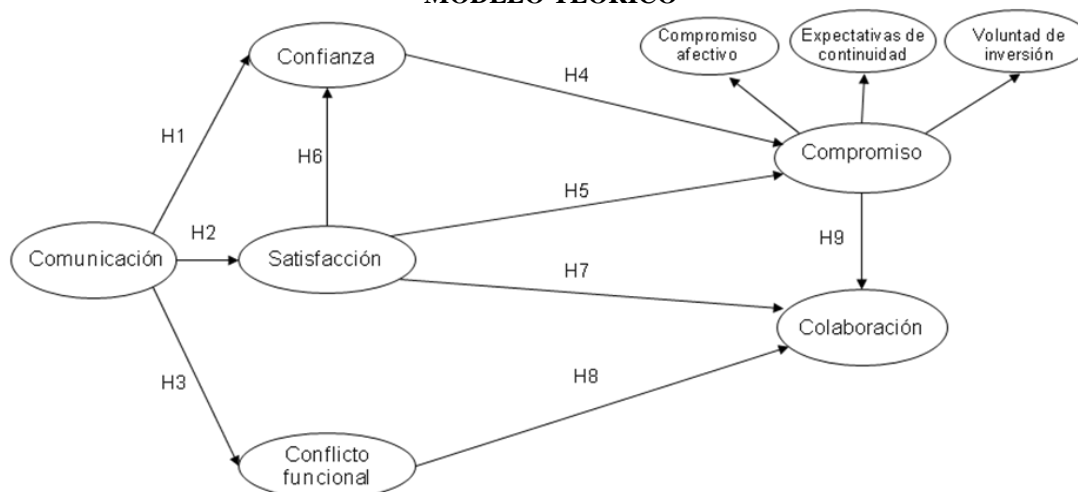 MODELO TEÓRICO
Compromiso
afectivo
Expectativas de
continuidad
Voluntad de
inversión
Confianza
H4
H1
H6
Compromiso
H5
H2
H9
Comunicación
Satisfacción
H7
Colaboración
H3
H8
Conflicto
funcional